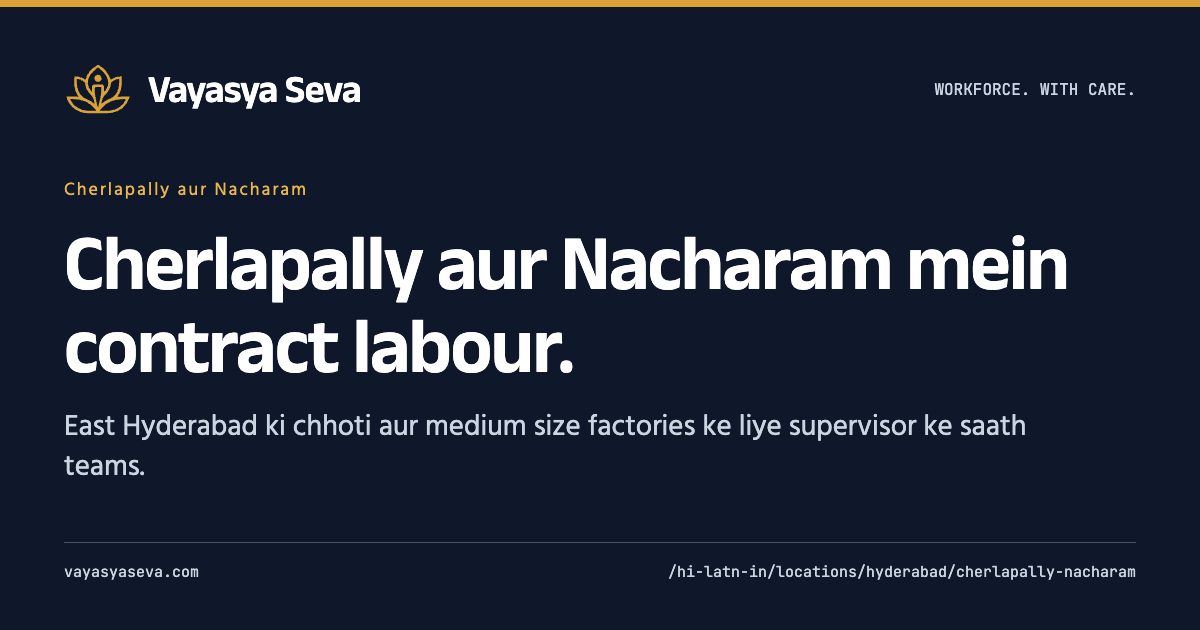 Vayasya Seva
WORKFORCE. WITH CARE.
Cherlapally aur Nacharam
Cherlapally aur Nacharam mein
contract labour.
East Hyderabad ki chhoti aur medium size factories ke liye supervisor ke saath
teams.
vayasyaseva.com
/hi-latn-in/locations/hyderabad/cherlapally-nacharam